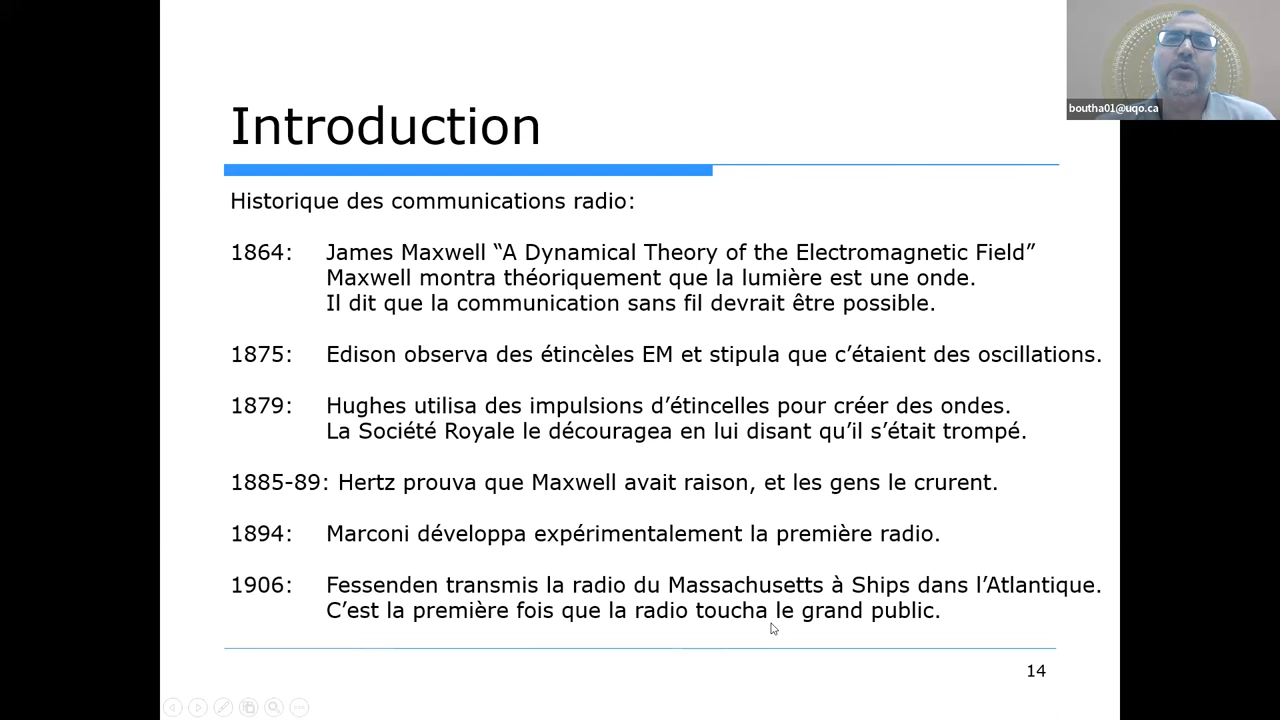 boutha01@uqo.ca
Introduction
Historique des communications radio:
1864: James Maxwell “A Dynamical Theory of the Electromagnetic Field”
Maxwell montra théoriquement que la lumière est une onde.
Il dit que la communication sans fil devrait être possible.
1875: Edison observa des étincèles EM et stipula que c’étaient des oscillations.
1879: Hughes utilisa des impulsions d’étincelles pour créer des ondes.
La Société Royale le découragea en lui disant qu’il s’était trompé.
1885-89: Hertz prouva que Maxwell avait raison, et les gens le crurent.
1894: Marconi développa expérimentalement la première radio.
1906: Fessenden transmis la radio du Massachusetts à Ships dans l’Atlantique.
C’est la première fois que la radio toucha le grand public.
14